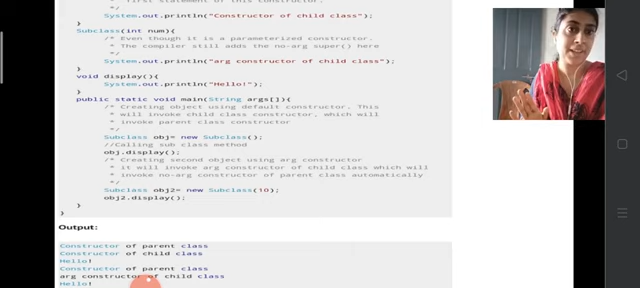 first statement of this constructor.
*/
System.out.println("Constructor of child class");
}
Subclass(int num){
/* Even though it is a parameterized constructor.
The compiler still adds the no-arg super() here
*/
System.out.println("arg constructor of child class");
}
void display(){
System.out.println("Hello!");
}
public static void main(String args[]){
/* Creating object using default constructor. This
will invoke child class constructor, which will
invoke parent class constructor
*/
Subclass obj= new Subclass();
//Calling sub class method
obj.display();
/* Creating second object using arg constructor
it will invoke arg constructor of child class which will
invoke no-arg constructor of parent class automatically
*/
Subclass obj2= new Subclass(10);
obj2.display();
}
}
Output:
Constructor of parent class
Constructor of child class
Hello!
Constructor of parent class
arg constructor of child class
Hello!